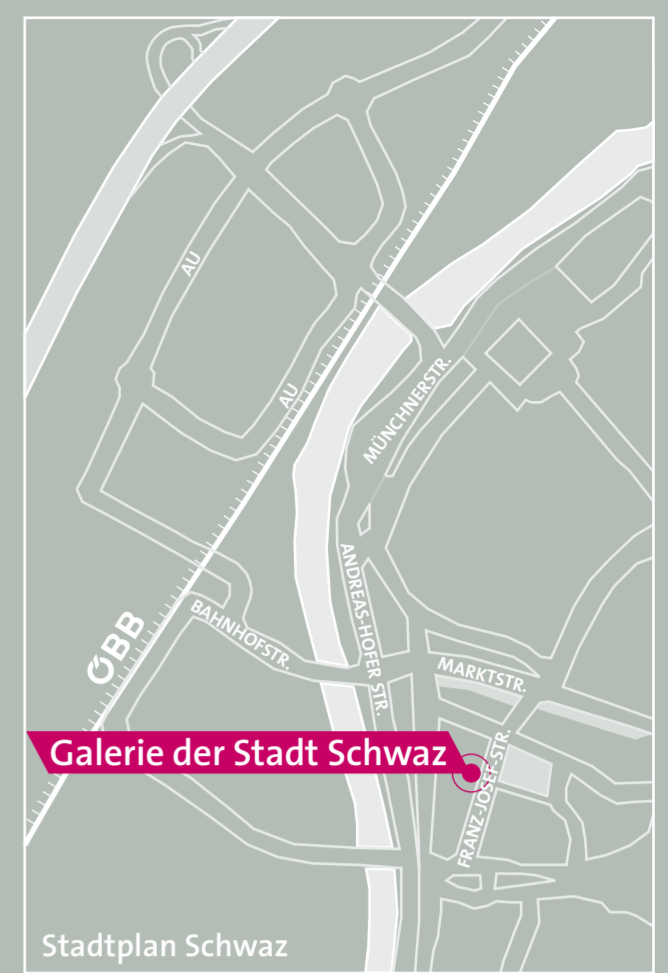 AU
AU
MÜNCHNERSTR.
ANDREAS-HOFER STR.
BAHNHOFSTR.
ÖBB
MARKTSTR.
Galerie der Stadt Schwaz
FRANZ-JOSEF-STR.
Stadtplan Schwaz